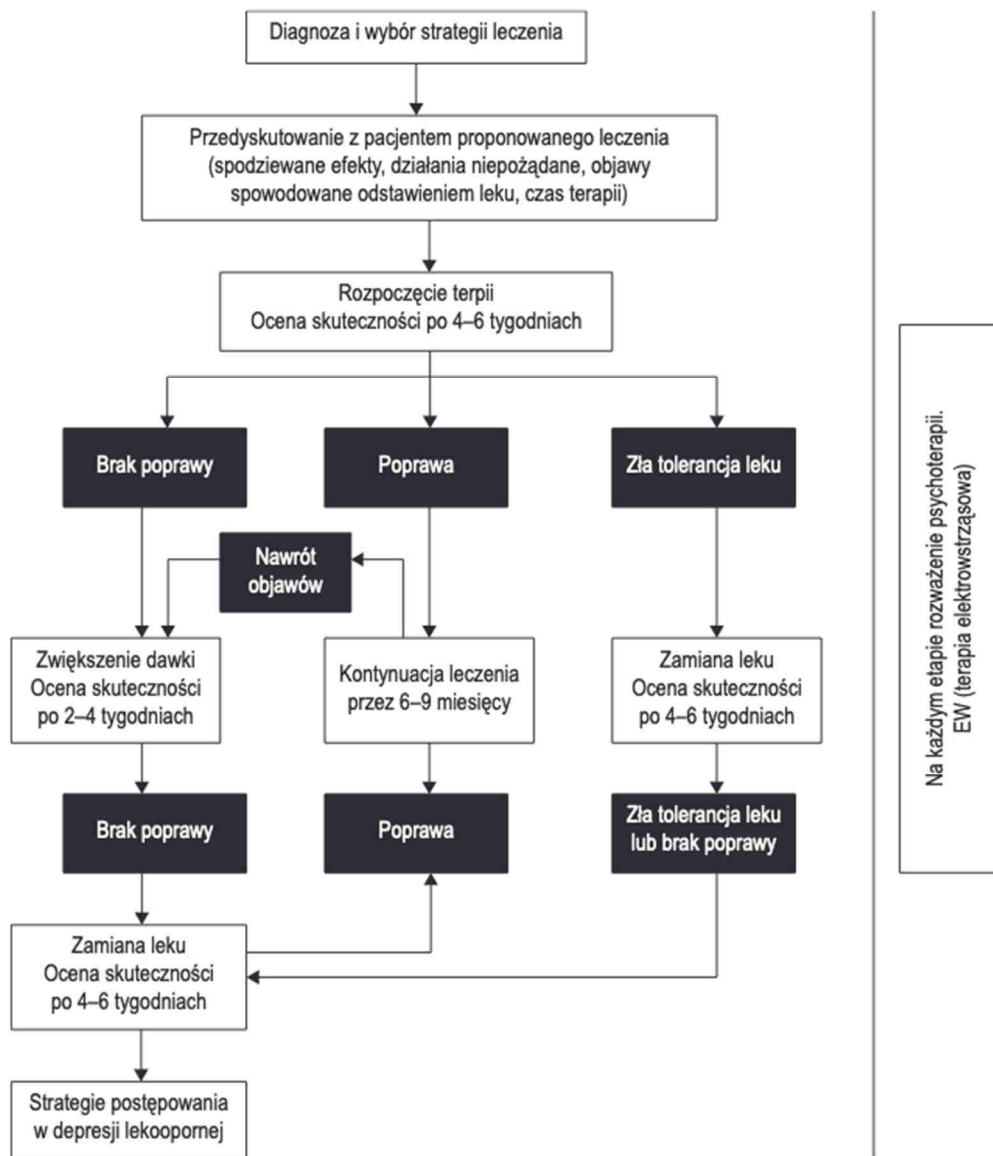 Diagnoza i wybór strategii leczenia
Przedyskutowanie z pacjentem proponowanego leczenia
(spodziewane efekty, działania niepożądane, objawy
spowodowane odstawieniem leku, czas terapii)
Rozpoczęcie terpii
Ocena skuteczności po 4–6 tygodniach
Brak poprawy
Poprawa
Zła tolerancja leku
Nawrót
objawów
Zwiększenie dawki
Ocena skuteczności
po 2–4 tygodniach
Kontynuacja leczenia
przez 6–9 miesięcy
Zamiana leku
Ocena skuteczności
po 4–6 tygodniach
Brak poprawy
Poprawa
Zła tolerancja leku
lub brak poprawy
Zamiana leku
Ocena skuteczności
po 4–6 tygodniach
Strategie postępowania
w depresji lekoopornej
Na każdym etapie rozważenie psychoterapii.
EW (terapia elektrowstrząsowa)